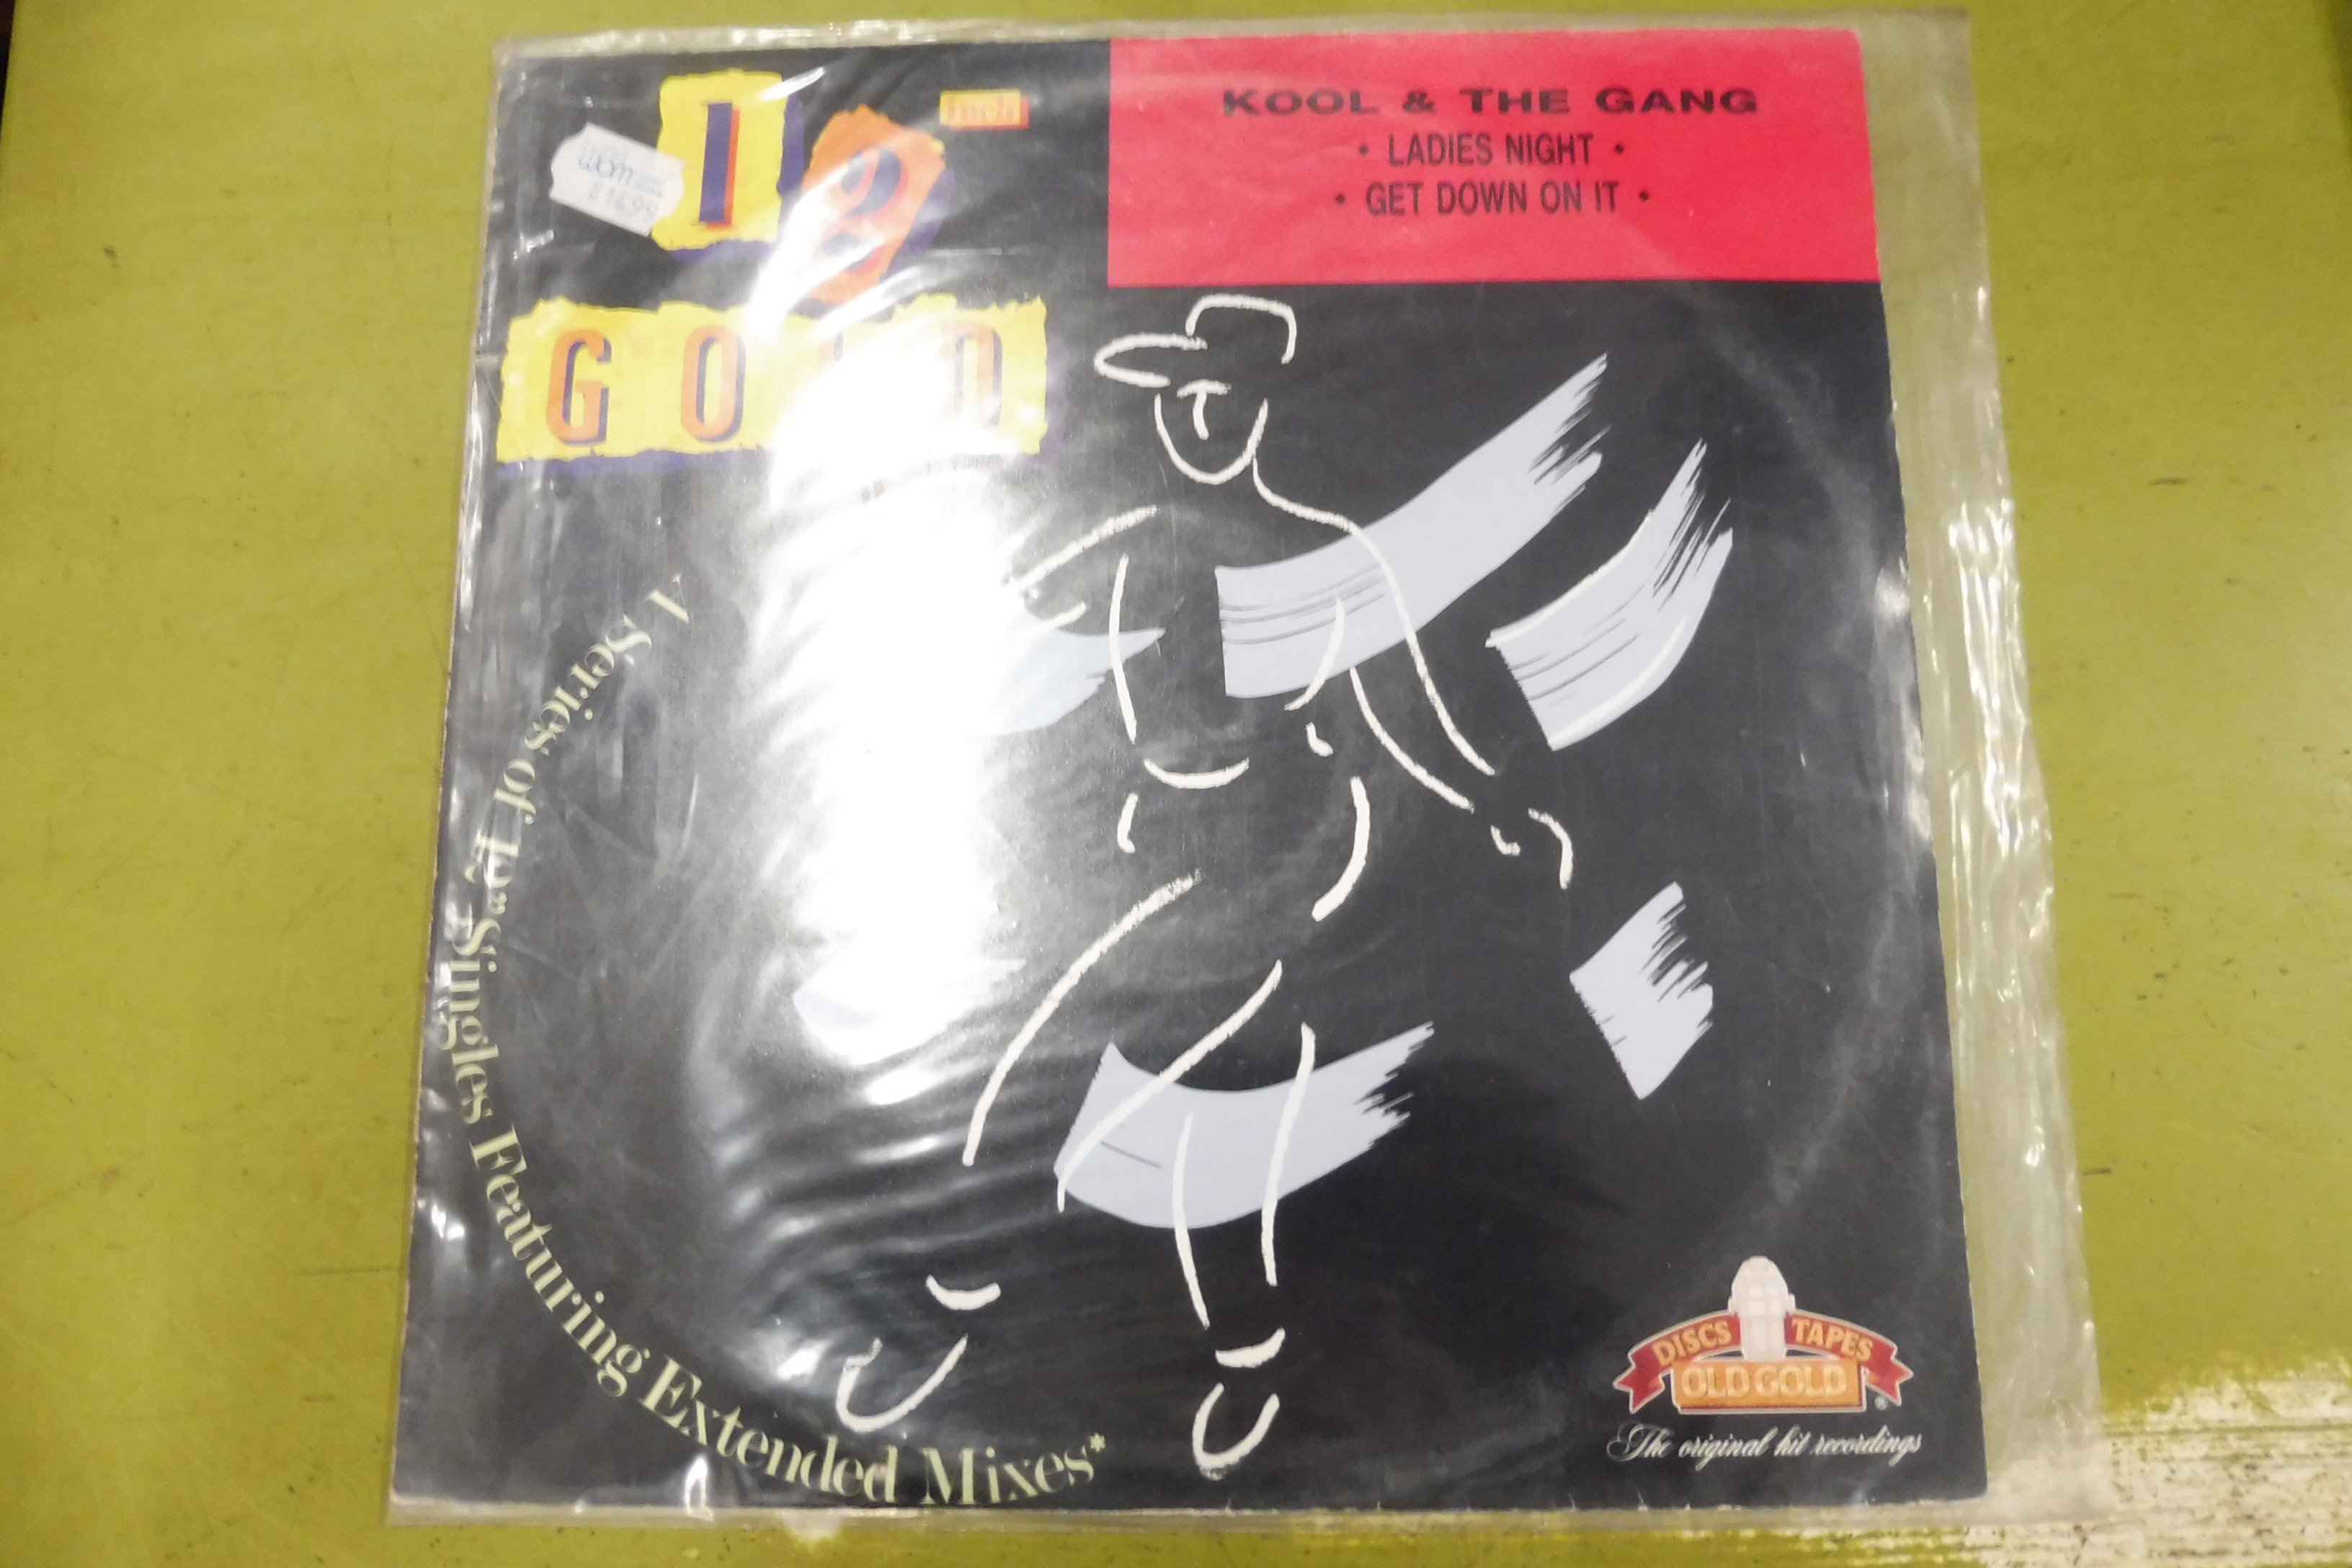 12
inch
GOLD
wom
KOOL & THE GANG
• LADIES NIGHT •
• GET DOWN ON IT •
A Series of 12" Singles Featuring Extended Mixes*
DISCS TAPES
OLD GOLD
®
The original hit recordings